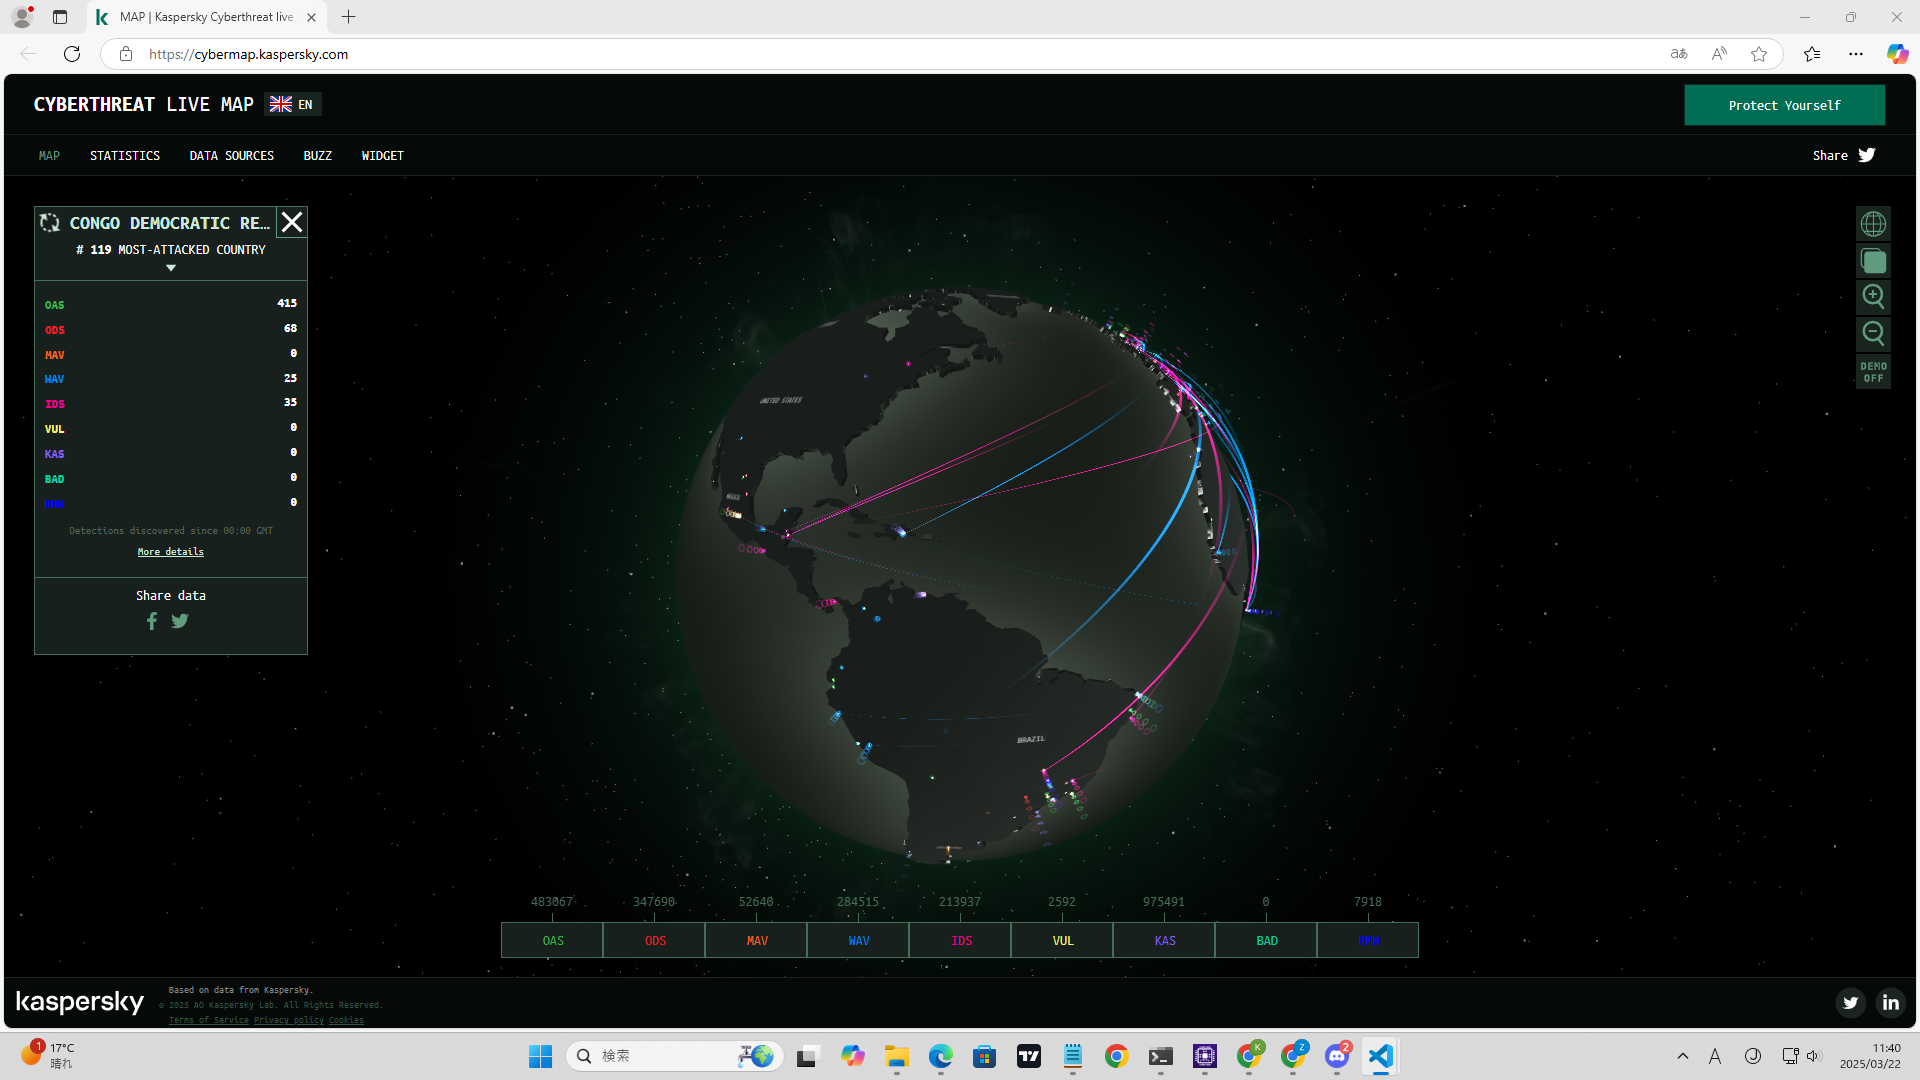 MAP | Kaspersky Cyberthreat live
https://cybermap.kaspersky.com
aあ
CYBERTHREAT LIVE MAP
EN
Protect Yourself
MAP
STATISTICS
DATA SOURCES
BUZZ
WIDGET
Share
CONGO DEMOCRATIC RE...
# 119 MOST-ATTACKED COUNTRY
OAS 415
ODS 68
MAV 0
WAV 25
IDS 35
VUL 0
KAS 0
BAD 0
RMW 0
Detections discovered since 00:00 GMT
More details
Share data
DEMO
OFF
UNITED STATES
MEXICO
BRAZIL
483067
347690
52640
284515
213937
2592
975491
0
7918
OAS
ODS
MAV
WAV
IDS
VUL
KAS
BAD
RMW
kaspersky
Based on data from Kaspersky.
© 2025 AO Kaspersky Lab. All Rights Reserved.
Terms of Service Privacy policy Cookies
1
17°C
晴れ
検索
K
Z
2
A
11:40
2025/03/22